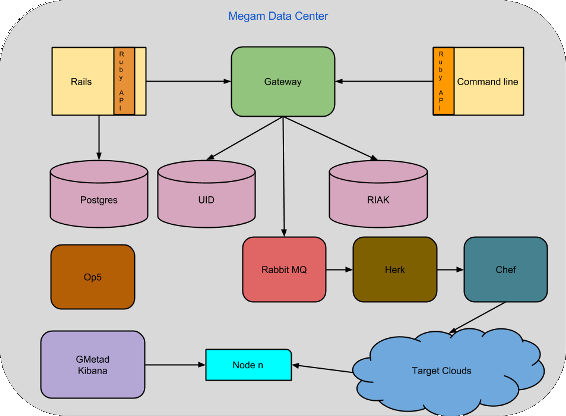 Megam Data Center
Rails
Ruby API
Gateway
Ruby API
Command line
Postgres
UID
RIAK
Op5
Rabbit MQ
Herk
Chef
GMetad
Kibana
Node n
Target Clouds